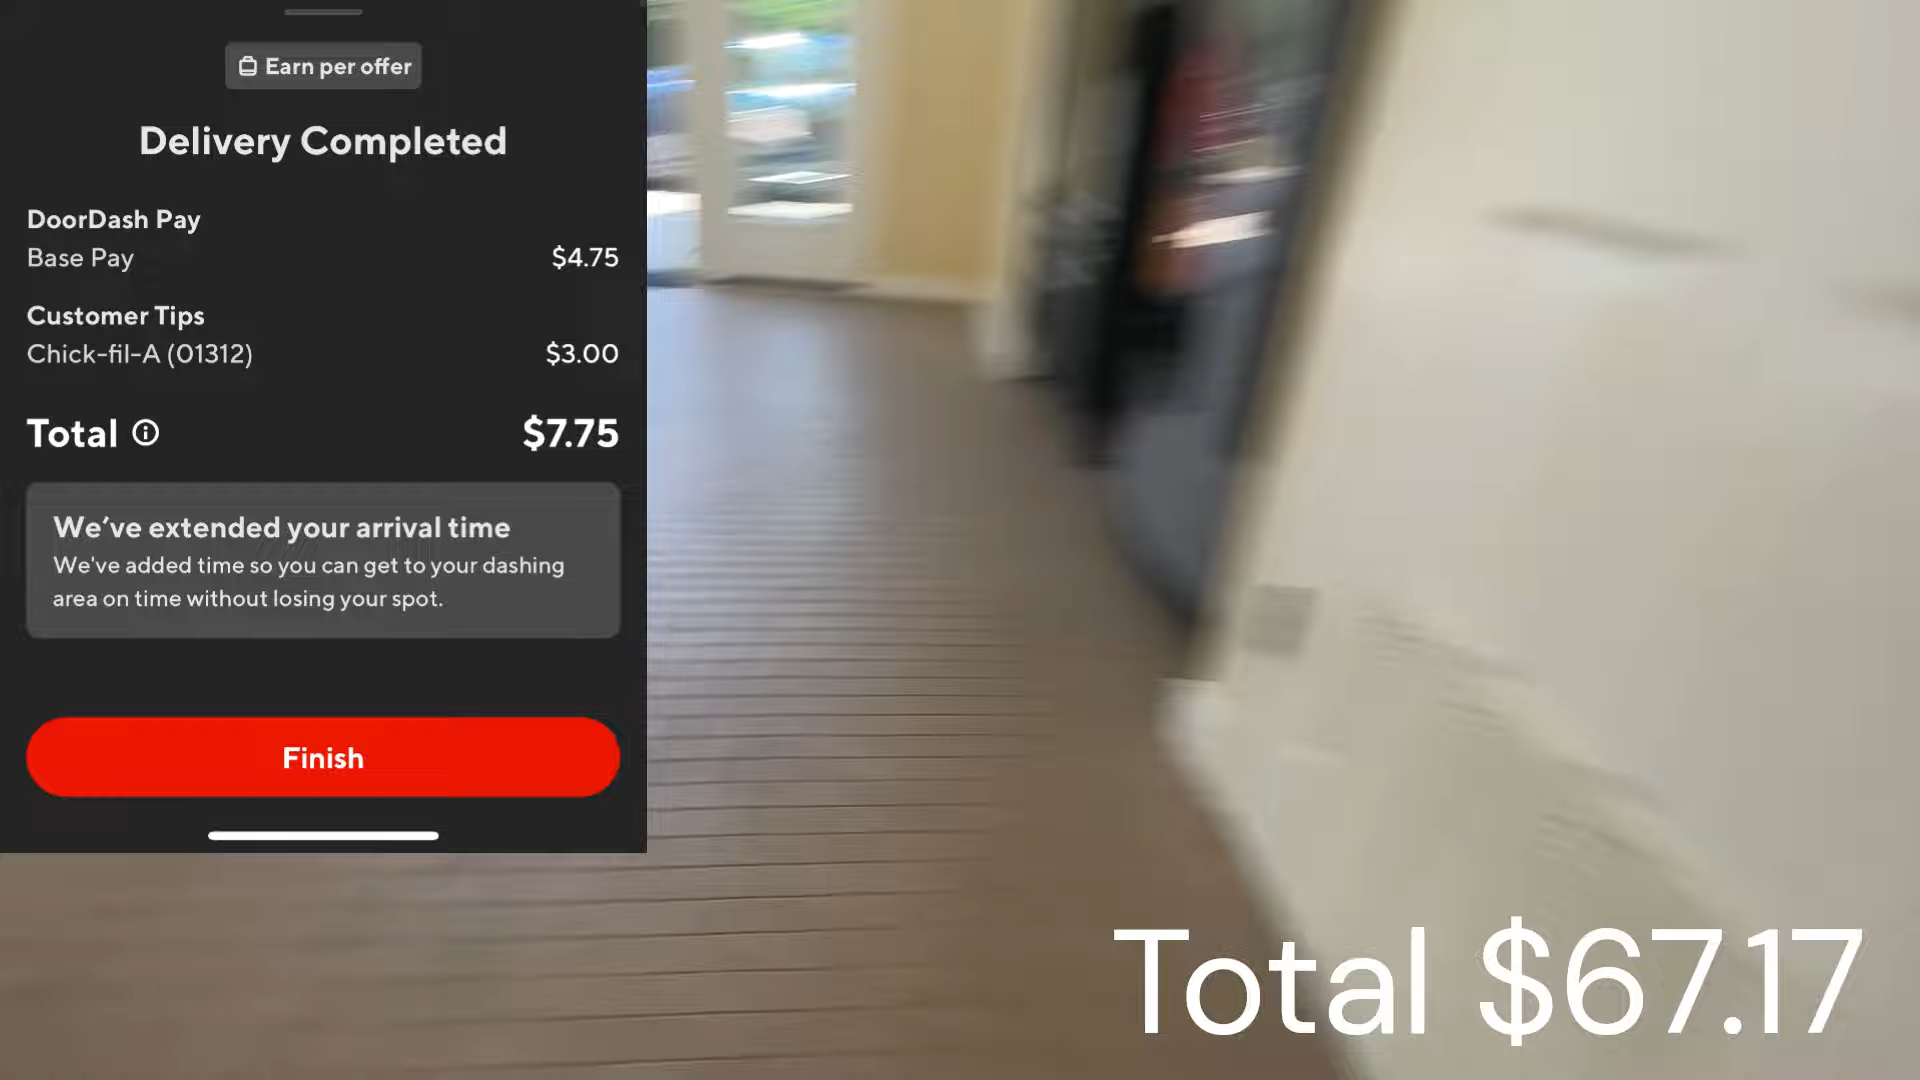 Earn per offer
Delivery Completed
DoorDash Pay
Base Pay $4.75
Customer Tips
Chick-fil-A (01312) $3.00
Total $7.75
We’ve extended your arrival time
We've added time so you can get to your dashing
area on time without losing your spot.
Finish
Total $67.17